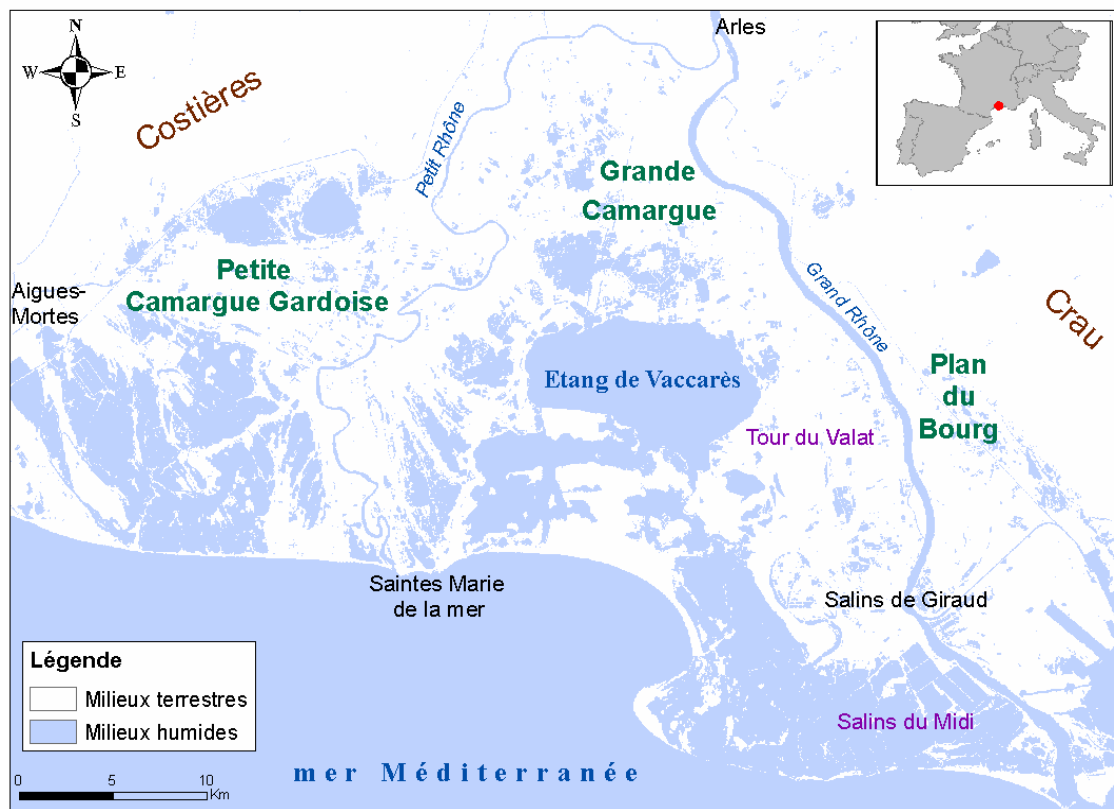 N
W
E
S
Arles
Costières
Petit Rhône
Grande
Camargue
Petite
Camargue Gardoise
Aigues-
Mortes
Grand Rhône
Crau
Etang de Vaccarès
Plan
du
Bourg
Tour du Valat
Saintes Marie
de la mer
Salins de Giraud
Salins du Midi
Légende
Milieux terrestres
Milieux humides
0 5 10
Km
mer Méditerranée